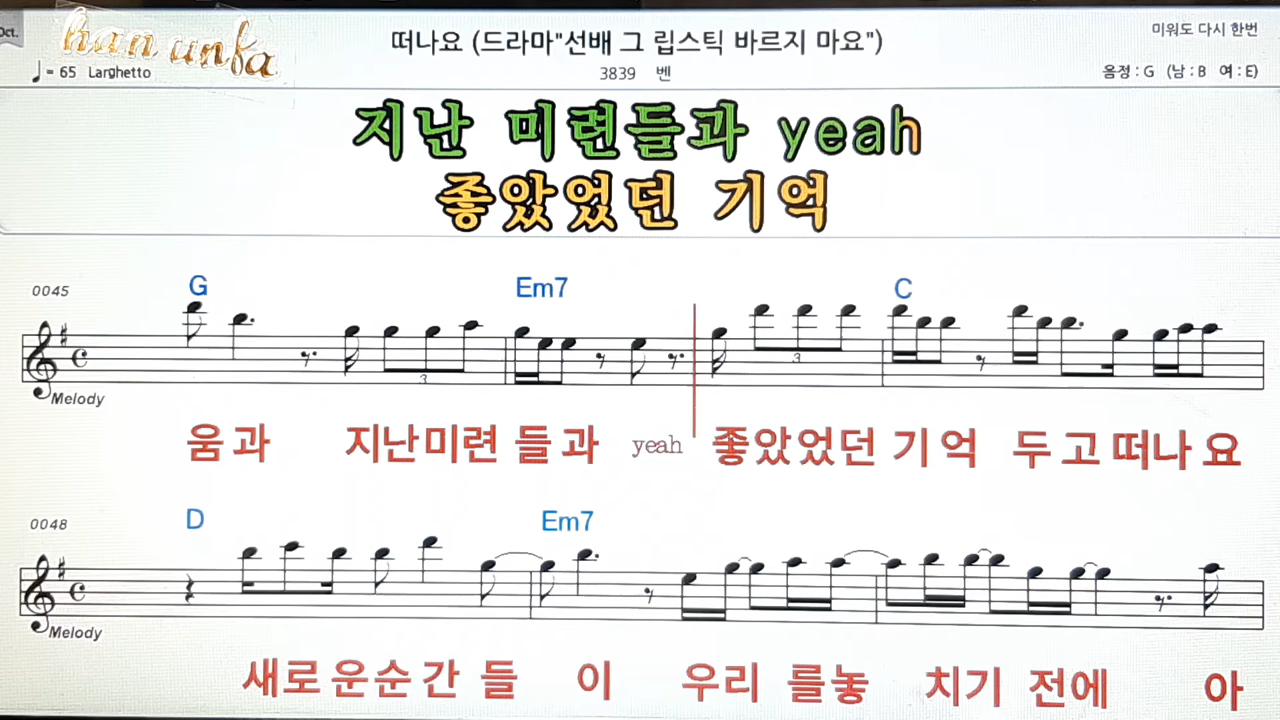 Oct.
han unfa
떠나요 (드라마"선배 그 립스틱 바르지 마요")
미워도 다시 한번
♩= 65 Larghetto
3839 벤
음정 : G (남 : B 여 : E)
지난 미련들과 yeah
좋았었던 기억
0045
G Em7 C
3 3
Melody
움과 지난미련 들과 yeah 좋았었던 기억 두고떠나요
0048
D Em7
Melody
새로운순간 들 이 우리 를놓 치기 전에 아